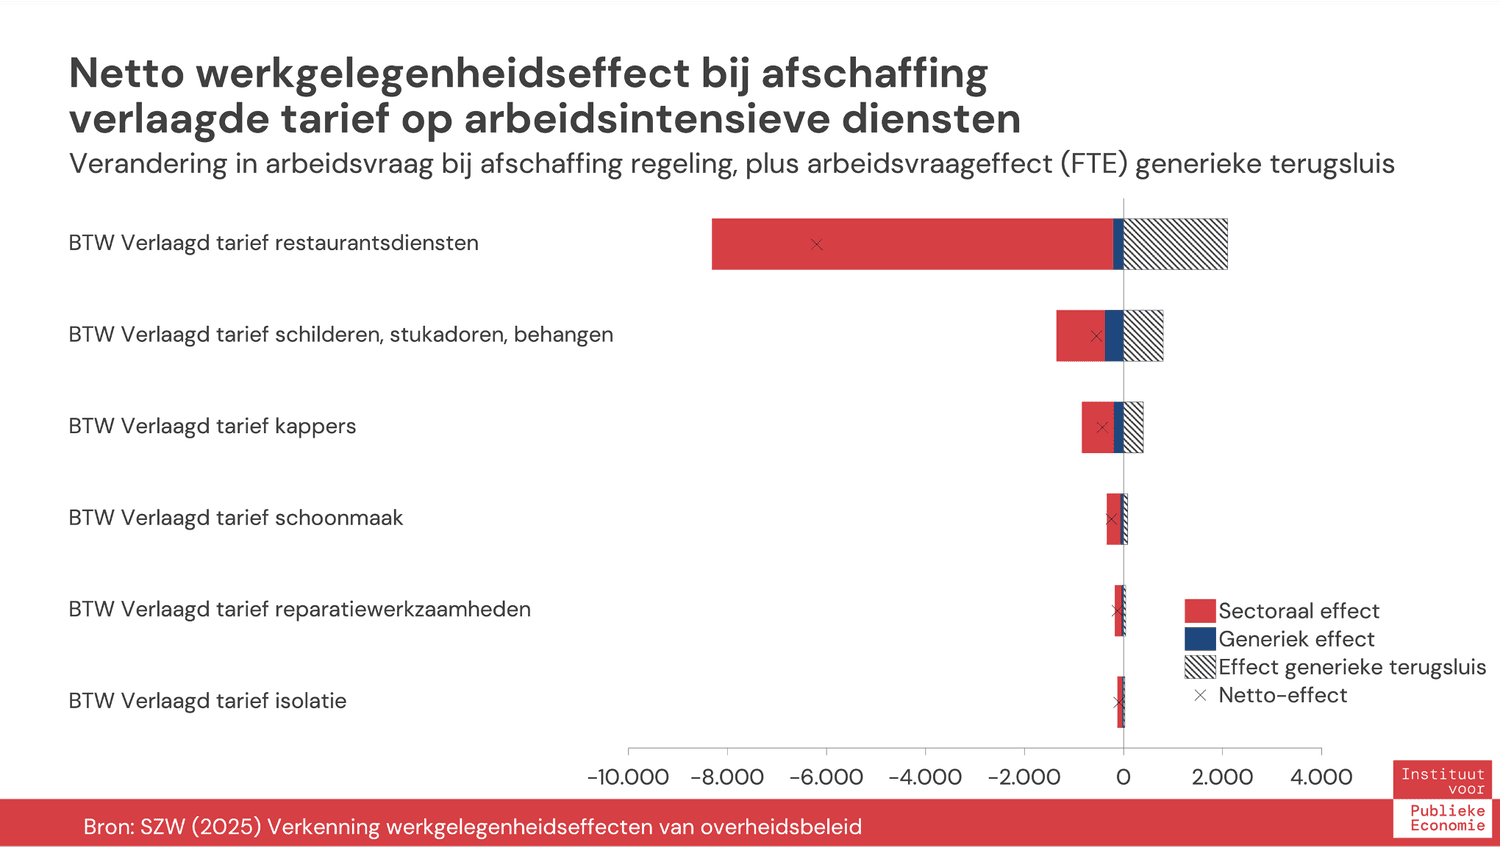 Netto werkgelegenheidseffect bij afschaffing
verlaagde tarief op arbeidsintensieve diensten
Verandering in arbeidsvraag bij afschaffing regeling, plus arbeidsvraageffect (FTE) generieke terugsluis
BTW Verlaagd tarief restaurantsdiensten
BTW Verlaagd tarief schilderen, stukadoren, behangen
BTW Verlaagd tarief kappers
BTW Verlaagd tarief schoonmaak
BTW Verlaagd tarief reparatiewerkzaamheden
BTW Verlaagd tarief isolatie
Sectoraal effect
Generiek effect
Effect generieke terugsluis
Netto-effect
-10.000 -8.000 -6.000 -4.000 -2.000 0 2.000 4.000
Instituut
voor
Publieke
Economie
Bron: SZW (2025) Verkenning werkgelegenheidseffecten van overheidsbeleid